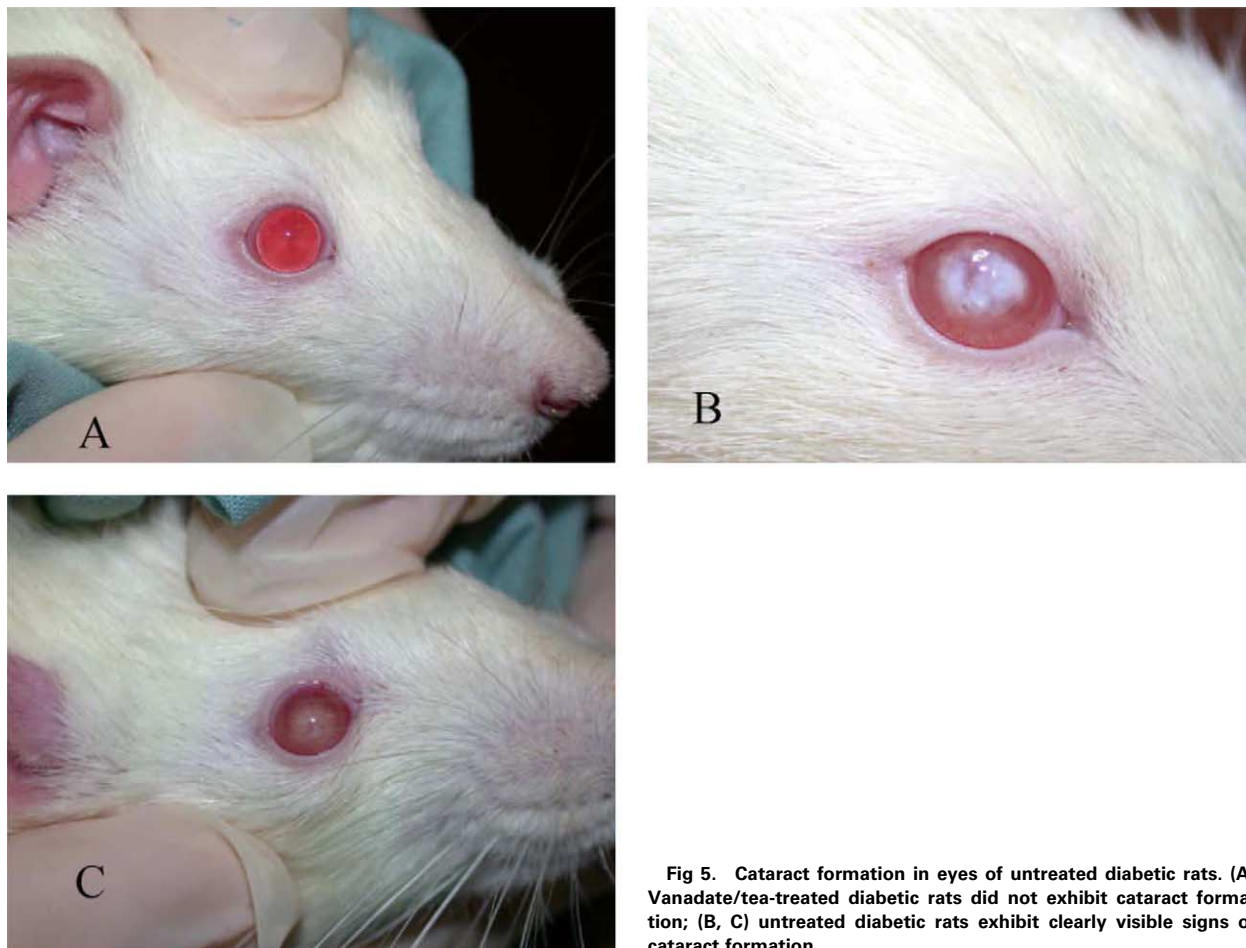 A
B
C
Fig 5. Cataract formation in eyes of untreated diabetic rats. (A
Vanadate/tea-treated diabetic rats did not exhibit cataract forma
tion; (B, C) untreated diabetic rats exhibit clearly visible signs o
cataract formation